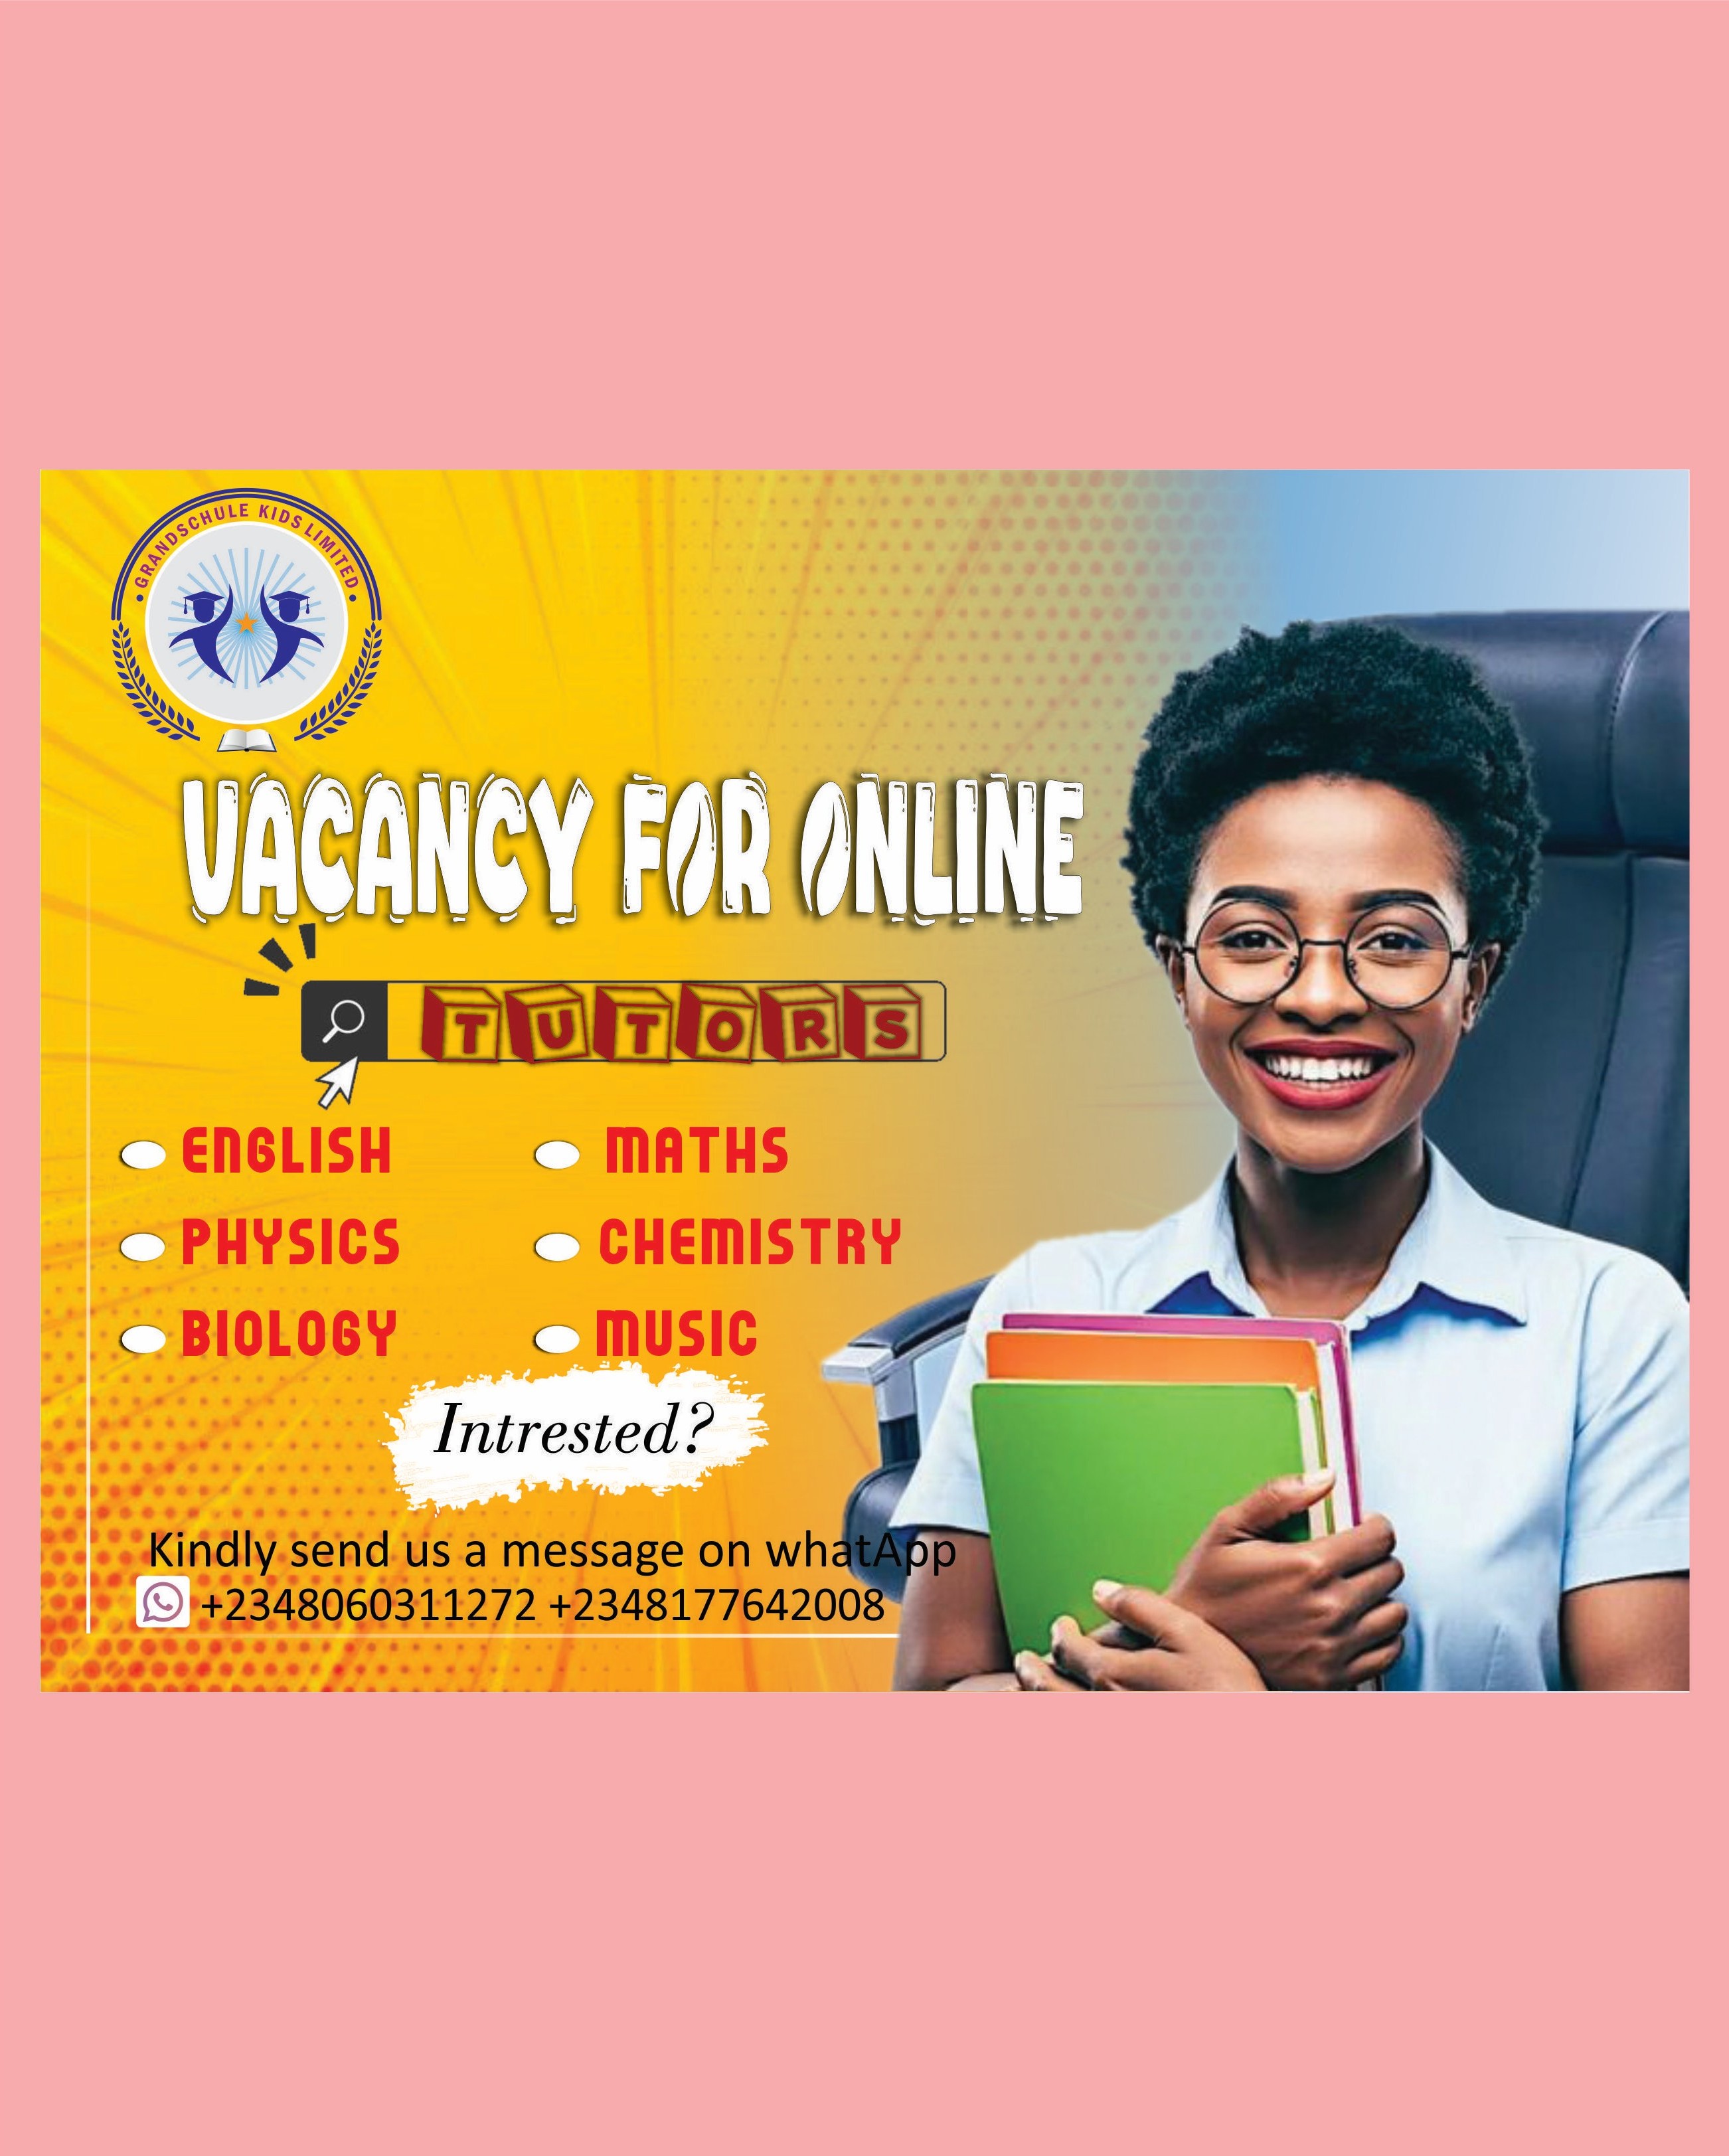 GRANDSCHULE KIDS LIMITED
VACANCY FOR ONLINE
TUTORS
ENGLISH
MATHS
PHYSICS
CHEMISTRY
BIOLOGY
MUSIC
Intrested?
Kindly send us a message on whatApp
+2348060311272 +2348177642008